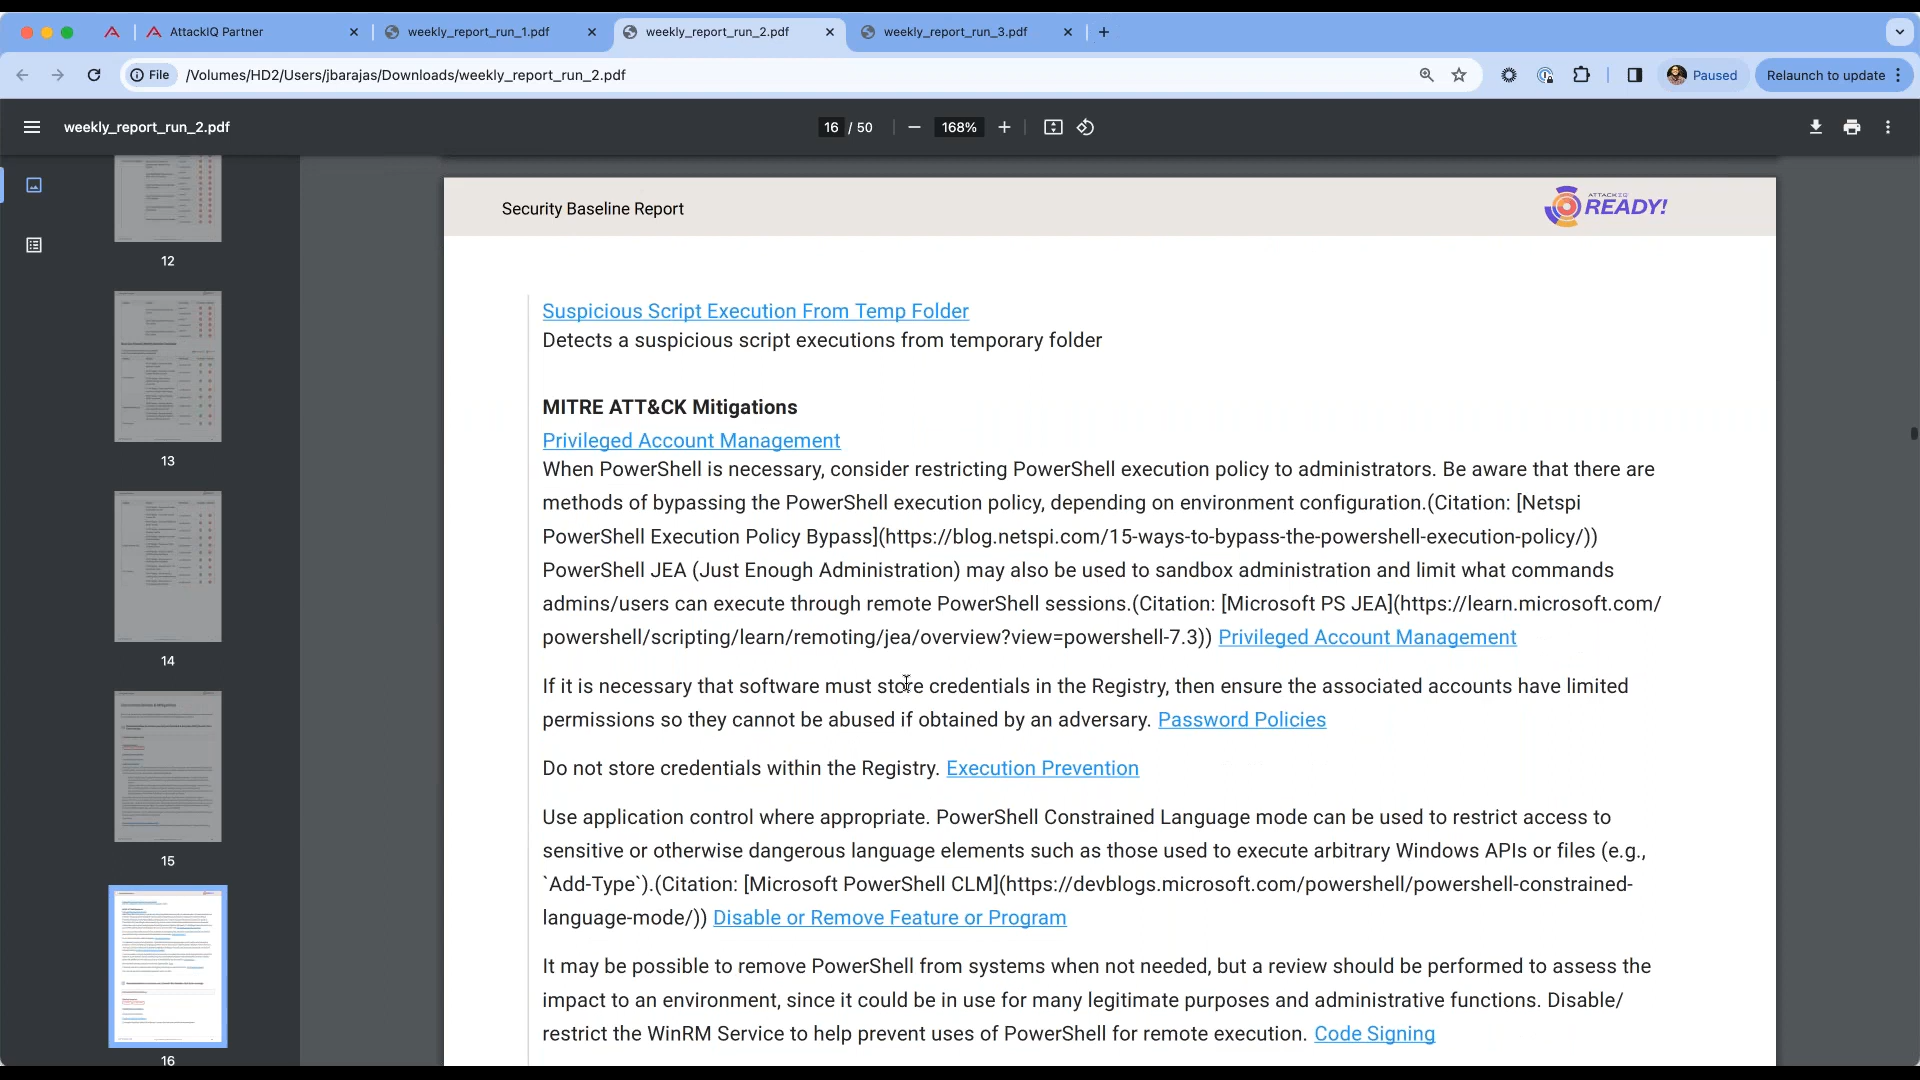 AttackIQ Partner
weekly_report_run_1.pdf
weekly_report_run_2.pdf
weekly_report_run_3.pdf
File
/Volumes/HD2/Users/jbarajas/Downloads/weekly_report_run_2.pdf
Paused
Relaunch to update
weekly_report_run_2.pdf
16 / 50
168%
12
13
14
15
16
Security Baseline Report
ATTACKIQ
READY!
Suspicious Script Execution From Temp Folder
Detects a suspicious script executions from temporary folder
MITRE ATT&CK Mitigations
Privileged Account Management
When PowerShell is necessary, consider restricting PowerShell execution policy to administrators. Be aware that there are
methods of bypassing the PowerShell execution policy, depending on environment configuration.(Citation: [Netspi
PowerShell Execution Policy Bypass](https://blog.netspi.com/15-ways-to-bypass-the-powershell-execution-policy/))
PowerShell JEA (Just Enough Administration) may also be used to sandbox administration and limit what commands
admins/users can execute through remote PowerShell sessions.(Citation: [Microsoft PS JEA](https://learn.microsoft.com/
powershell/scripting/learn/remoting/jea/overview?view=powershell-7.3)) Privileged Account Management
If it is necessary that software must store credentials in the Registry, then ensure the associated accounts have limited
permissions so they cannot be abused if obtained by an adversary. Password Policies
Do not store credentials within the Registry. Execution Prevention
Use application control where appropriate. PowerShell Constrained Language mode can be used to restrict access to
sensitive or otherwise dangerous language elements such as those used to execute arbitrary Windows APIs or files (e.g.,
`Add-Type`).(Citation: [Microsoft PowerShell CLM](https://devblogs.microsoft.com/powershell/powershell-constrained-
language-mode/)) Disable or Remove Feature or Program
It may be possible to remove PowerShell from systems when not needed, but a review should be performed to assess the
impact to an environment, since it could be in use for many legitimate purposes and administrative functions. Disable/
restrict the WinRM Service to help prevent uses of PowerShell for remote execution. Code Signing